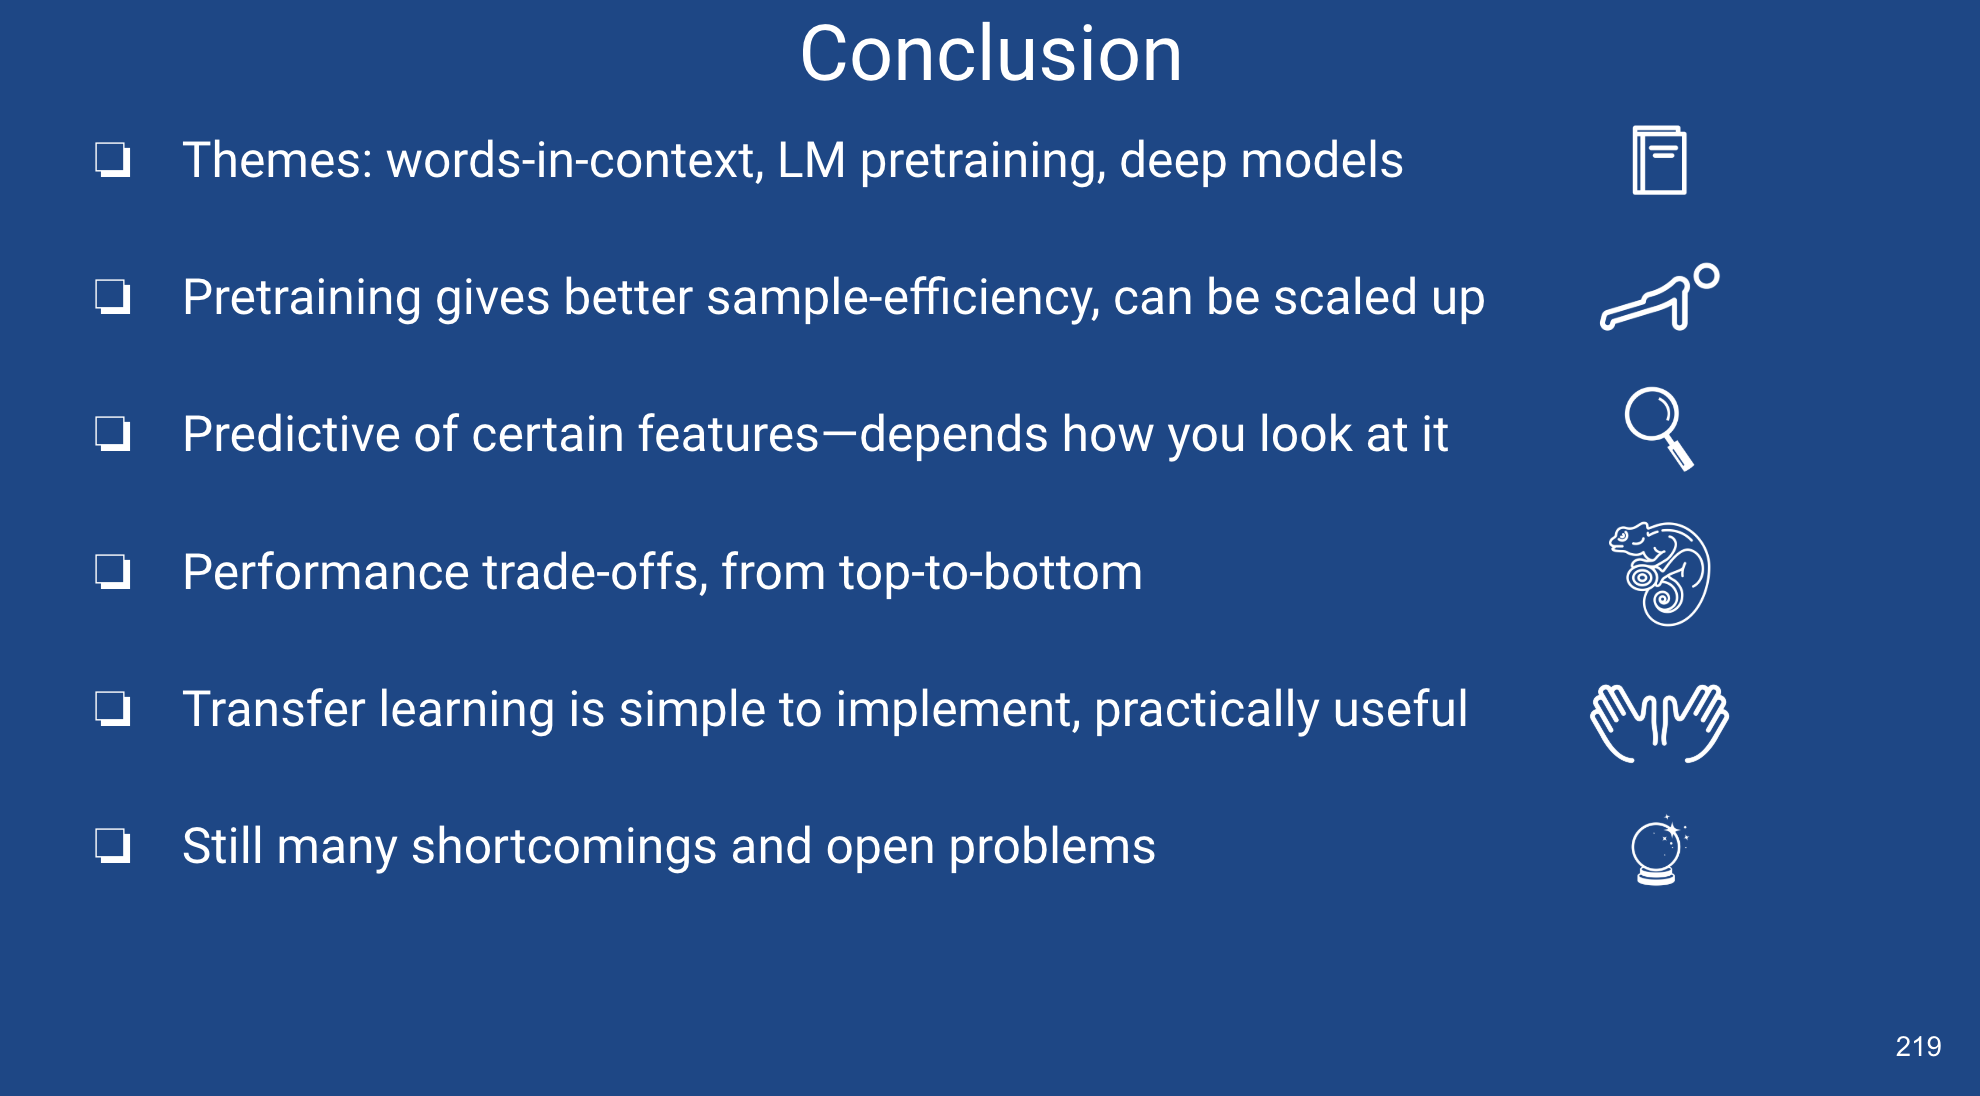 Conclusion
❏ Themes: words-in-context, LM pretraining, deep models
❏ Pretraining gives better sample-efficiency, can be scaled up
❏ Predictive of certain features—depends how you look at it
❏ Performance trade-offs, from top-to-bottom
❏ Transfer learning is simple to implement, practically useful
❏ Still many shortcomings and open problems
219